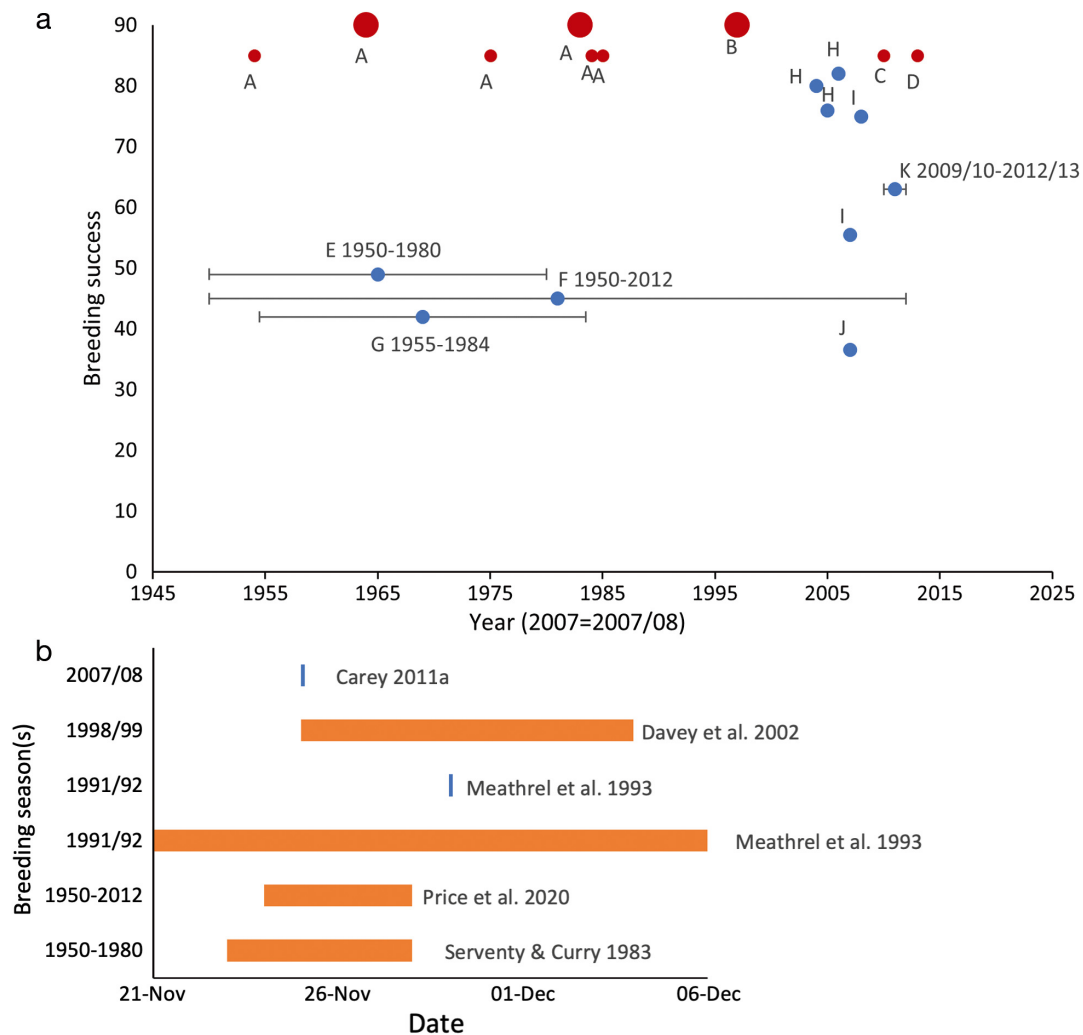 a
90
80
70
60
50
40
30
20
10
0
Breeding success
A
A
A
A
A
A
B
H
H
H
I
C
D
K 2009/10-2012/13
I
E 1950-1980
F 1950-2012
G 1955-1984
J
1945 1955 1965 1975 1985 1995 2005 2015 2025
Year (2007=2007/08)
b
Breeding season(s)
2007/08 Carey 2011a
1998/99 Davey et al. 2002
1991/92 Meathrel et al. 1993
1991/92 Meathrel et al. 1993
1950-2012 Price et al. 2020
1950-1980 Serventy & Curry 1983
21-Nov 26-Nov 01-Dec 06-Dec
Date